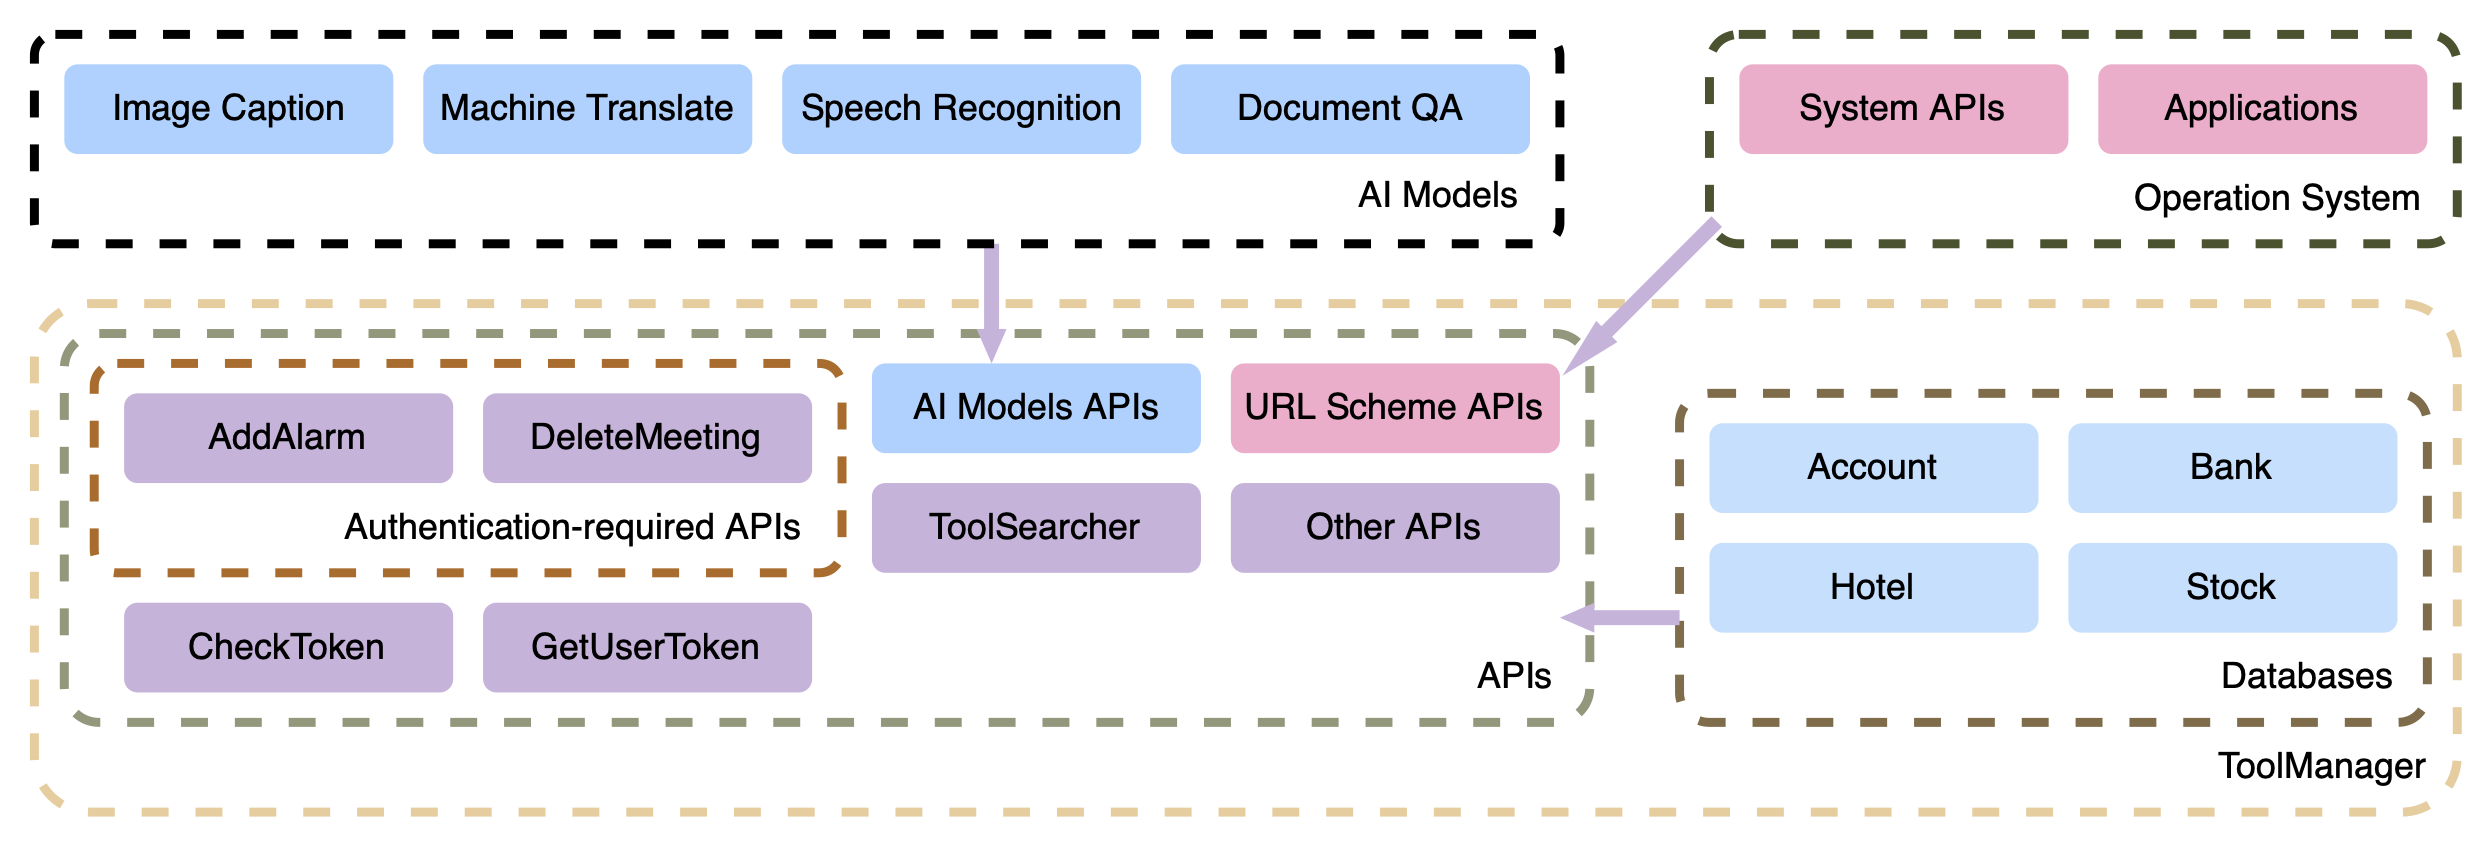 Image Caption
Machine Translate
Speech Recognition
Document QA
AI Models
System APIs
Applications
Operation System
AddAlarm
DeleteMeeting
Authentication-required APIs
CheckToken
GetUserToken
AI Models APIs
URL Scheme APIs
ToolSearcher
Other APIs
APIs
Account
Bank
Hotel
Stock
Databases
ToolManager